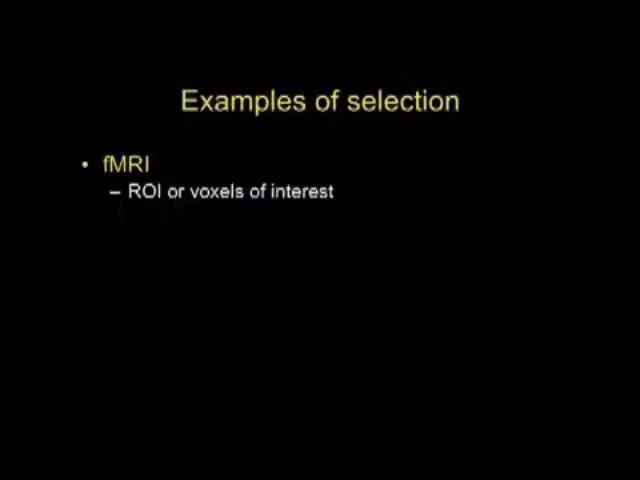 Examples of selection
• fMRI
– ROI or voxels of interest